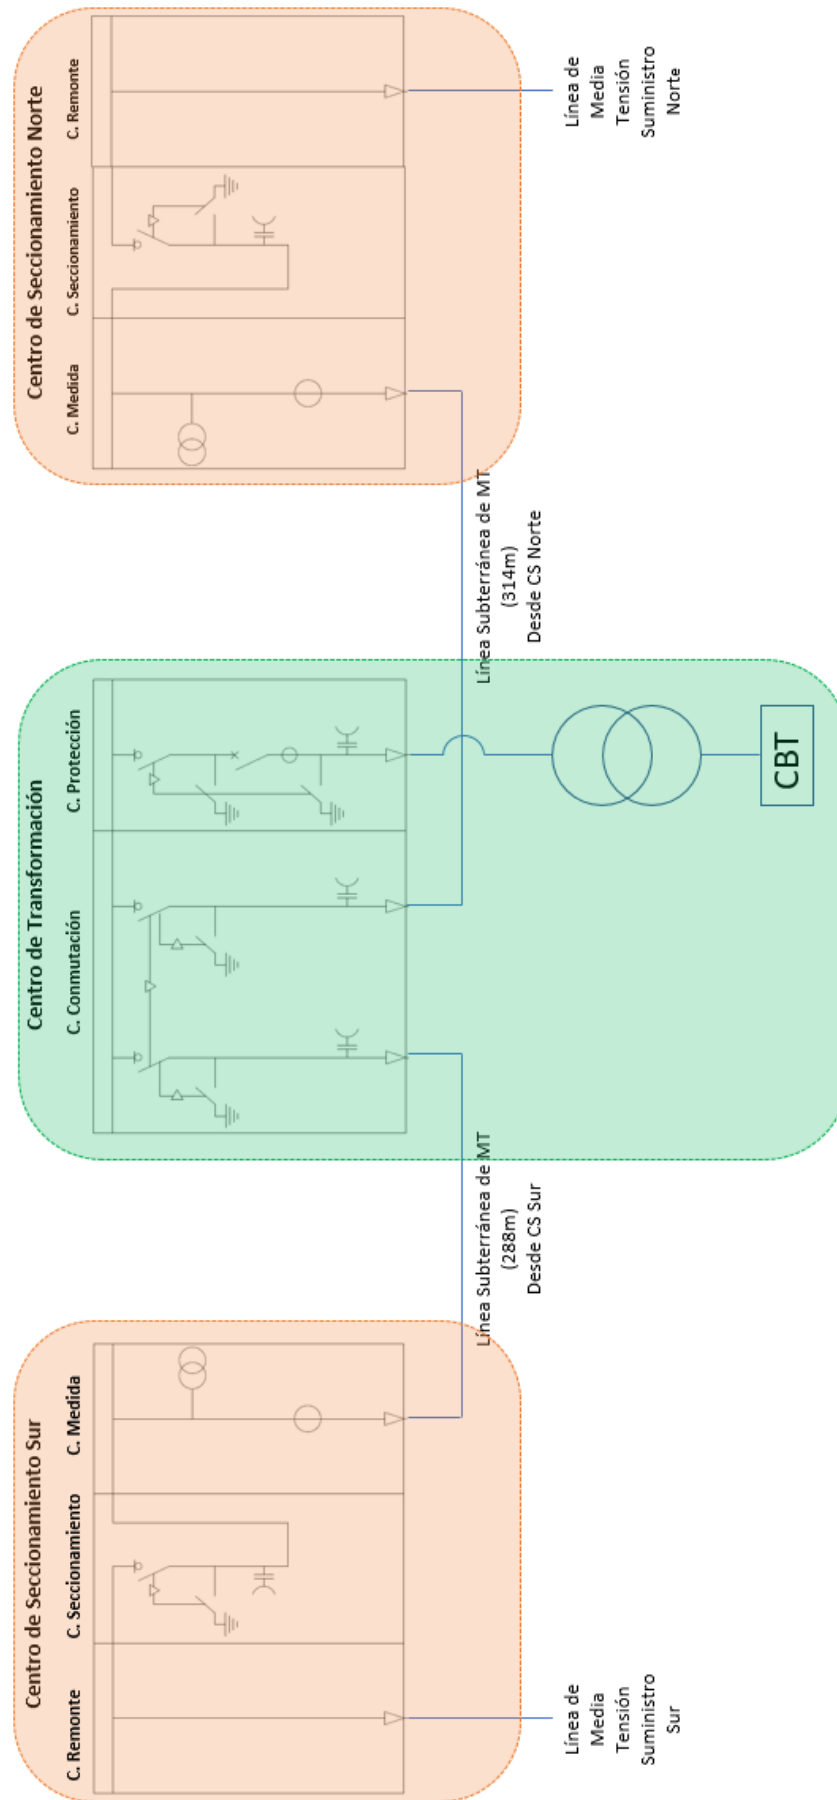 Centro de Seccionamiento Sur
C. Remonte
C. Seccionamiento
C. Medida
Línea de
Media
Tensión
Suministro
Sur
Línea Subterránea de MT
(288m)
Desde CS Sur
Centro de Transformación
C. Conmutación
C. Protección
CBT
Línea Subterránea de MT
(314m)
Desde CS Norte
Centro de Seccionamiento Norte
C. Medida
C. Seccionamiento
C. Remonte
Línea de
Media
Tensión
Suministro
Norte